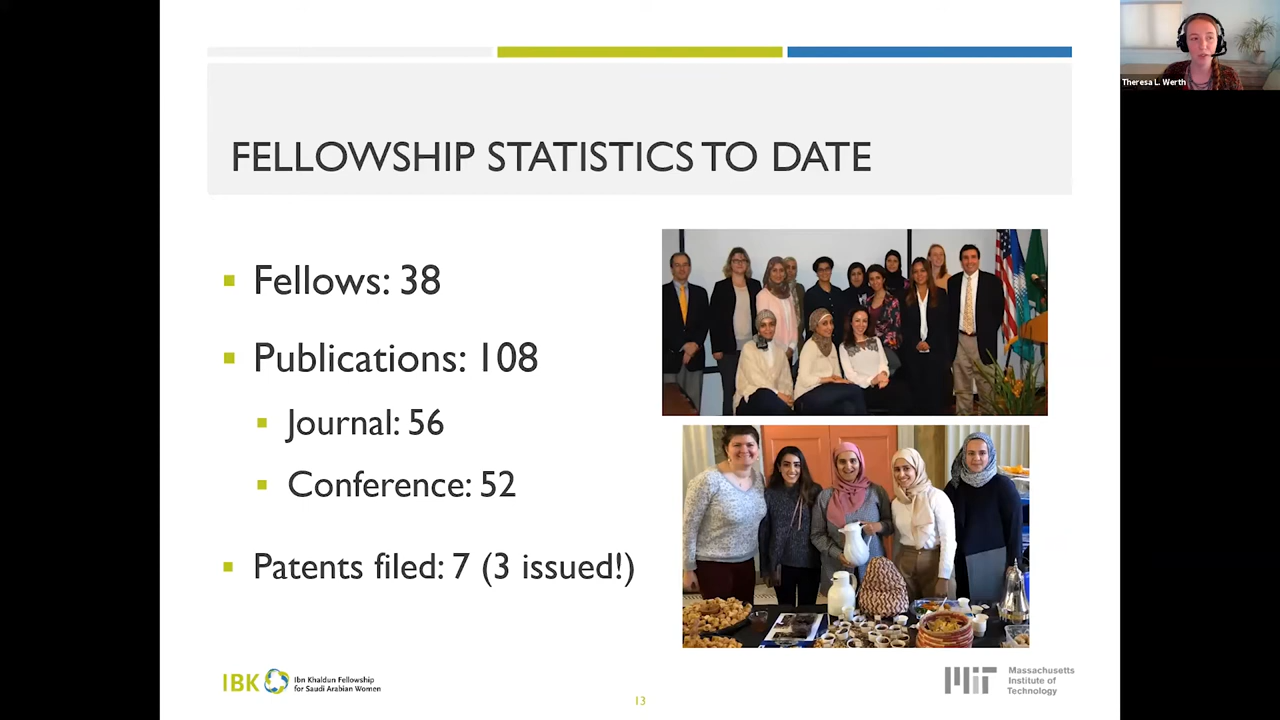 FELLOWSHIP STATISTICS TO DATE
Fellows: 38
Publications: 108
Journal: 56
Conference: 52
Patents filed: 7 (3 issued!)
IBK Ibn Khaldun Fellowship
for Saudi Arabian Women
13
MIT Massachusetts
Institute of
Technology
Theresa L. Werth